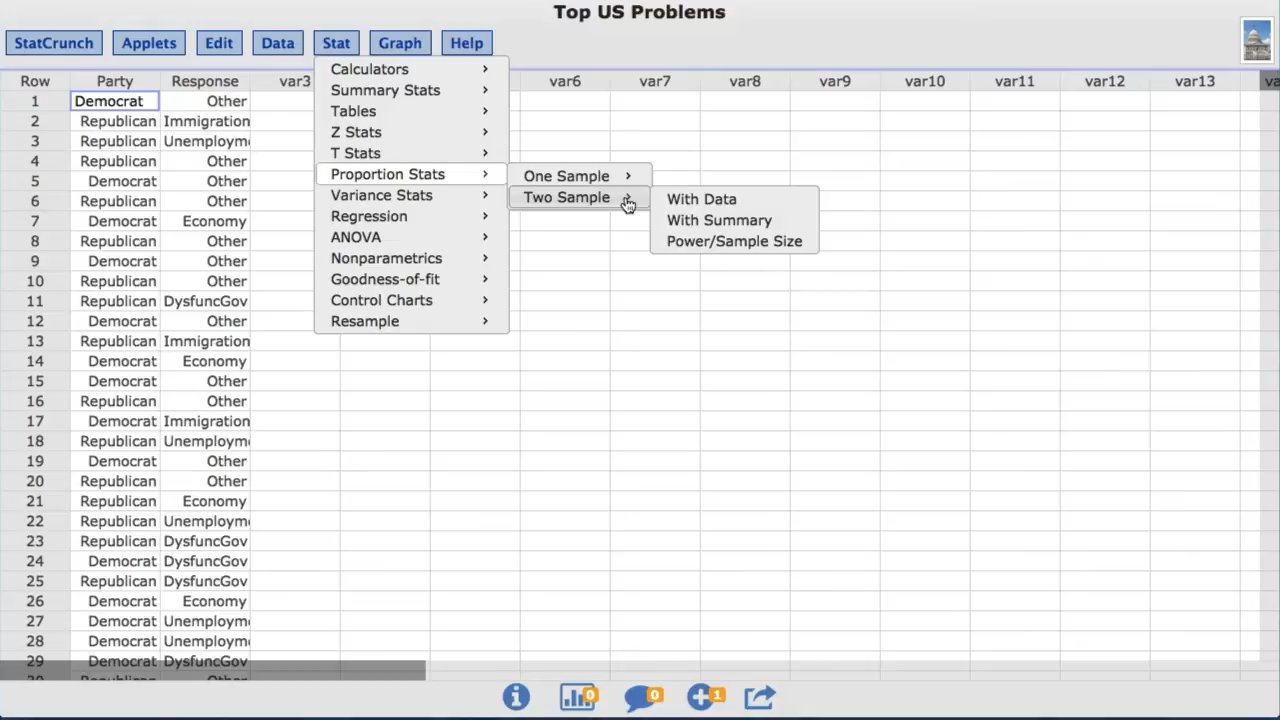 Top US Problems
StatCrunch Applets Edit Data Stat Graph Help
Row Party Response var3 var6 var7 var8 var9 var10 var11 var12 var13 va
Calculators
Summary Stats
Tables
Z Stats
T Stats
Proportion Stats
Variance Stats
Regression
ANOVA
Nonparametrics
Goodness-of-fit
Control Charts
Resample
One Sample
Two Sample
With Data
With Summary
Power/Sample Size
1 Democrat Other
2 Republican Immigration
3 Republican Unemployme
4 Republican Other
5 Democrat Other
6 Republican Other
7 Democrat Economy
8 Republican Other
9 Democrat Other
10 Republican Other
11 Republican DysfuncGov
12 Democrat Other
13 Republican Immigration
14 Democrat Economy
15 Democrat Other
16 Republican Other
17 Democrat Immigration
18 Republican Unemployme
19 Democrat Other
20 Republican Other
21 Republican Economy
22 Republican Unemployme
23 Republican DysfuncGov
24 Democrat DysfuncGov
25 Republican DysfuncGov
26 Democrat Economy
27 Democrat Unemployme
28 Democrat Unemployme
29 Democrat DysfuncGov
0 0 1